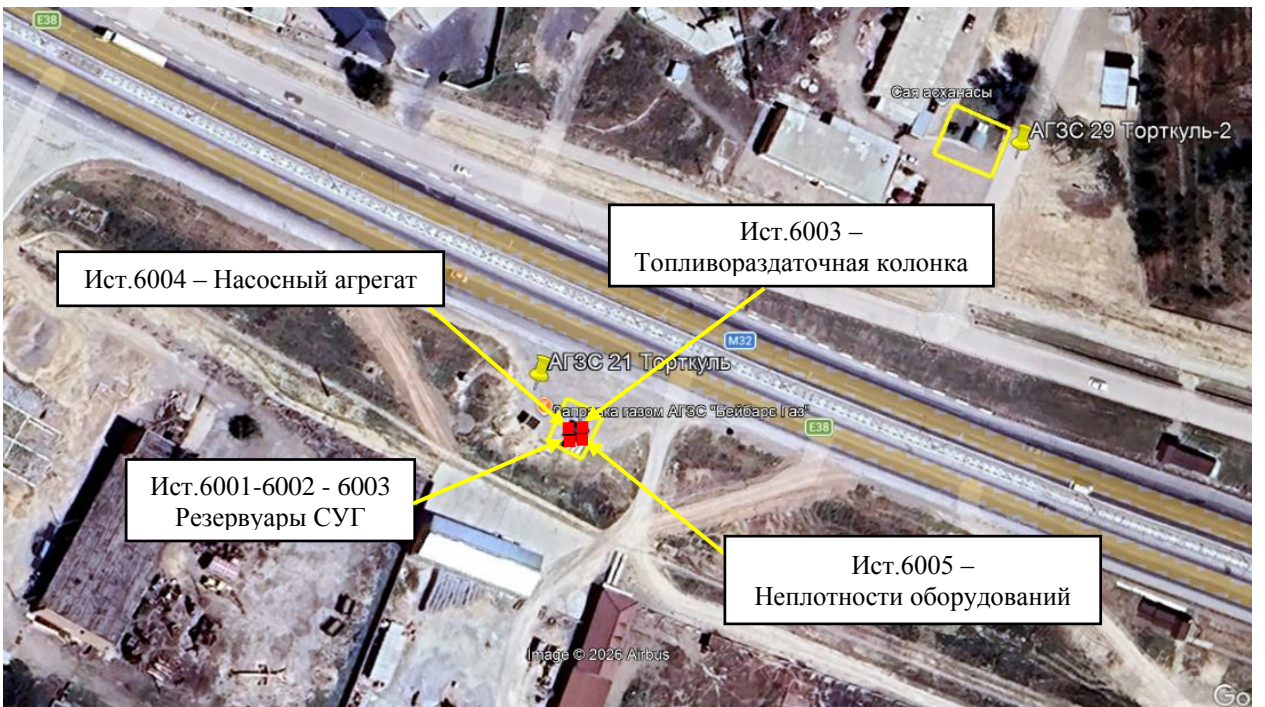 E38
Сая асханасы
АГЗС 29 Торткуль-2
Ист.6003 –
Топливораздаточная колонка
Ист.6004 – Насосный агрегат
M32
АГЗС 21 Торткуль
Заправка газом АГЗС "Бейбарс Газ"
E38
Ист.6001-6002 - 6003
Резервуары СУГ
Ист.6005 –
Неплотности оборудований
Image © 2026 Airbus
Go